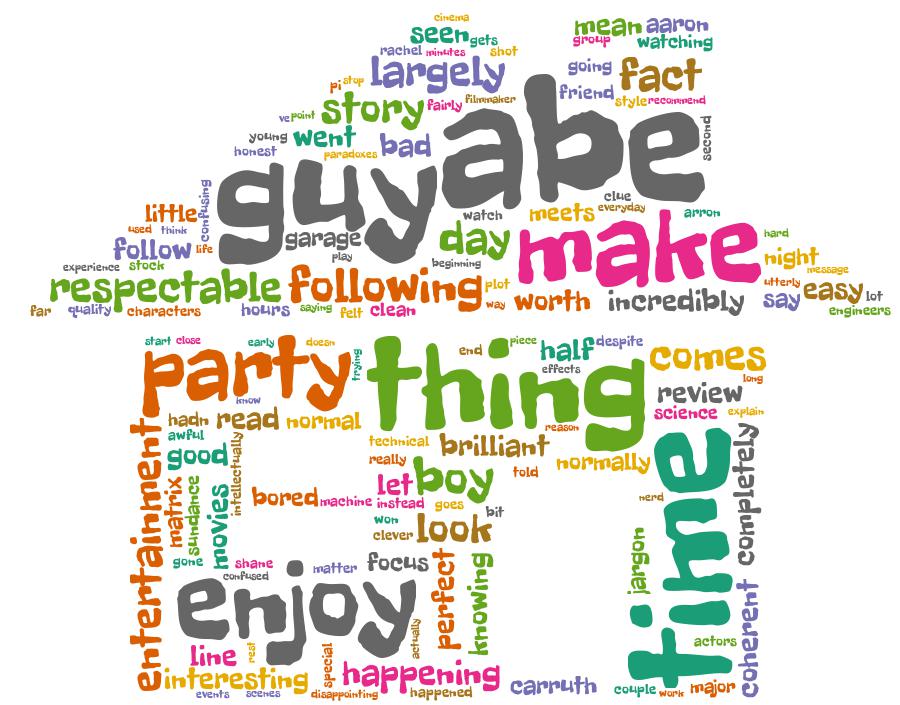 cinema
seen gets
mean aaron
group watching
rachel minutes shot
largely
going fact
friend
pi stop
style recommend
story fairly filmmaker
abe
ve point
second
young went
honest
paradoxes bad
guy
confusing
clue
little
watch meets everyday arron
used think
garage day make hard
follow life
play
night
experience stock
beginning
message
respectable following plot
utterly easy lot
way worth incredibly say
far quality characters hours saying felt clean
engineers
start close early doesn
party
trying
thing
end piece half despite
effects
comes
long
review
know
science explain
hadn read normal
reason
awful
technical brilliant
good
intellectually
really
told normally
time
completely
entertainment
matrix
sundance
movies
let boy
bored machine instead goes
nerd
bit
won
clever look
gone shane
confused
matter focus
perfect
knowing
jargon
enjoy
coherent
actually
actors
line rest
special
interesting happening
events scenes disappointing happened
carruth couple work major